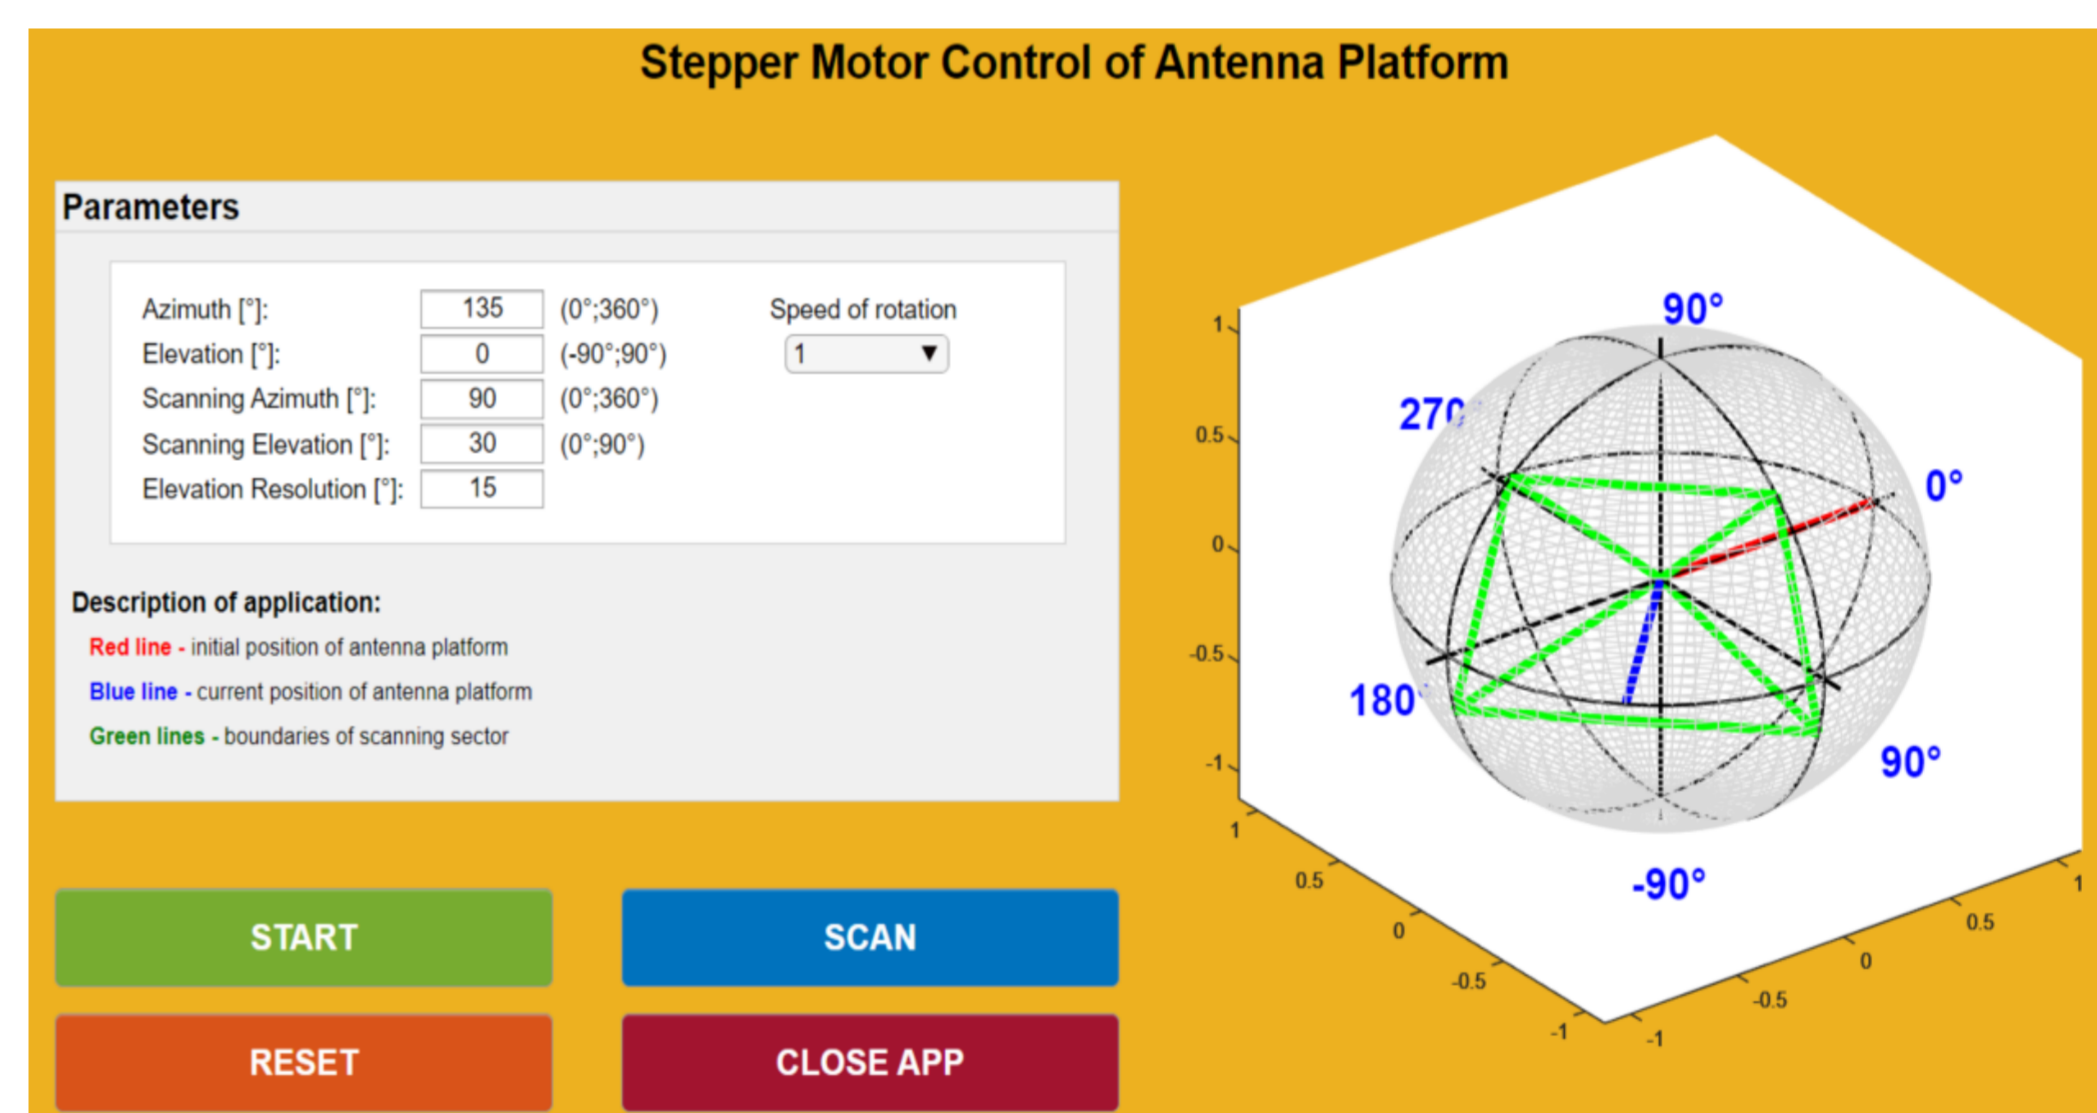 Stepper Motor Control of Antenna Platform
Parameters
Azimuth [°]: 135 (0°;360°) Speed of rotation
Elevation [°]: 0 (-90°;90°) 1 ▼
Scanning Azimuth [°]: 90 (0°;360°)
Scanning Elevation [°]: 30 (0°;90°)
Elevation Resolution [°]: 15
Description of application:
Red line - initial position of antenna platform
Blue line - current position of antenna platform
Green lines - boundaries of scanning sector
START
SCAN
RESET
CLOSE APP
90°
270
0°
180°
90°
-90°
1
0.5
0
-0.5
-1
1
0.5
0
-0.5
-1
-1
-0.5
0
0.5
1